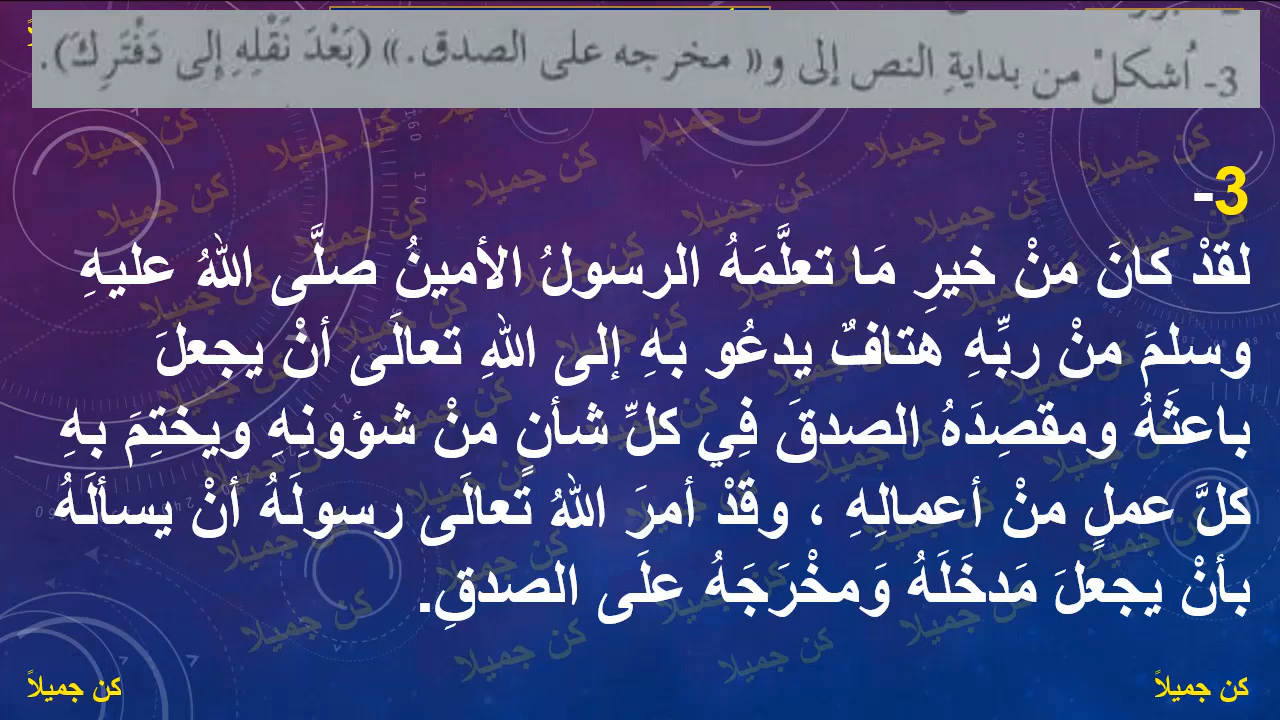 3- أُشكلْ من بدايةِ النص إلى و« مخرجه على الصدق.» (بَعْدَ نَقْلِهِ إِلى دَفْتَرِكَ).
3-
لقدْ كانَ منْ خيرِ مَا تعلَّمَهُ الرسولُ الأمينُ صلَّى اللهُ عليهِ
وسلمَ منْ ربِّهِ هتافٌ يدعُو بهِ إلى اللهِ تعالَى أنْ يجعلَ
باعثَهُ ومقصِدَهُ الصدقَ فِي كلِّ شأنٍ منْ شؤونِهِ ويختِمَ بهِ
كلَّ عملٍ منْ أعمالِهِ ، وقدْ أمرَ اللهُ تعالَى رسولَهُ أنْ يسألَهُ
بأنْ يجعلَ مَدخَلَهُ وَمخْرَجَهُ علَى الصدقِ.
كن جميلاً
كن جميلاً